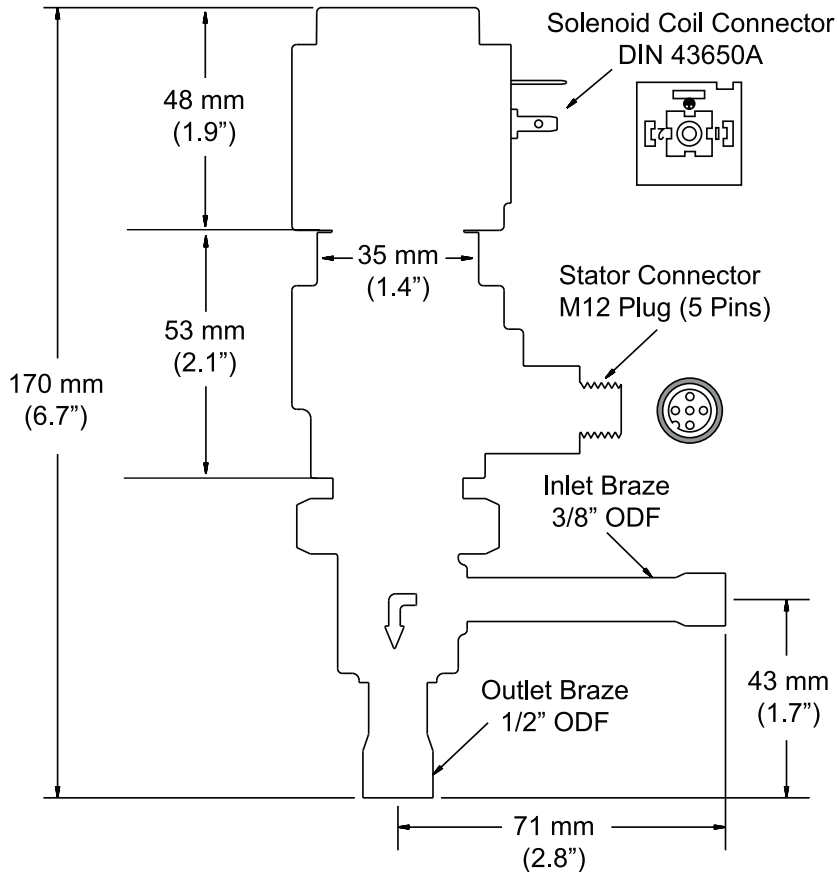 Solenoid Coil Connector
DIN 43650A
48 mm
(1.9”)
35 mm
(1.4”)
Stator Connector
M12 Plug (5 Pins)
53 mm
(2.1”)
170 mm
(6.7”)
Inlet Braze
3/8” ODF
Outlet Braze
1/2” ODF
43 mm
(1.7”)
71 mm
(2.8”)